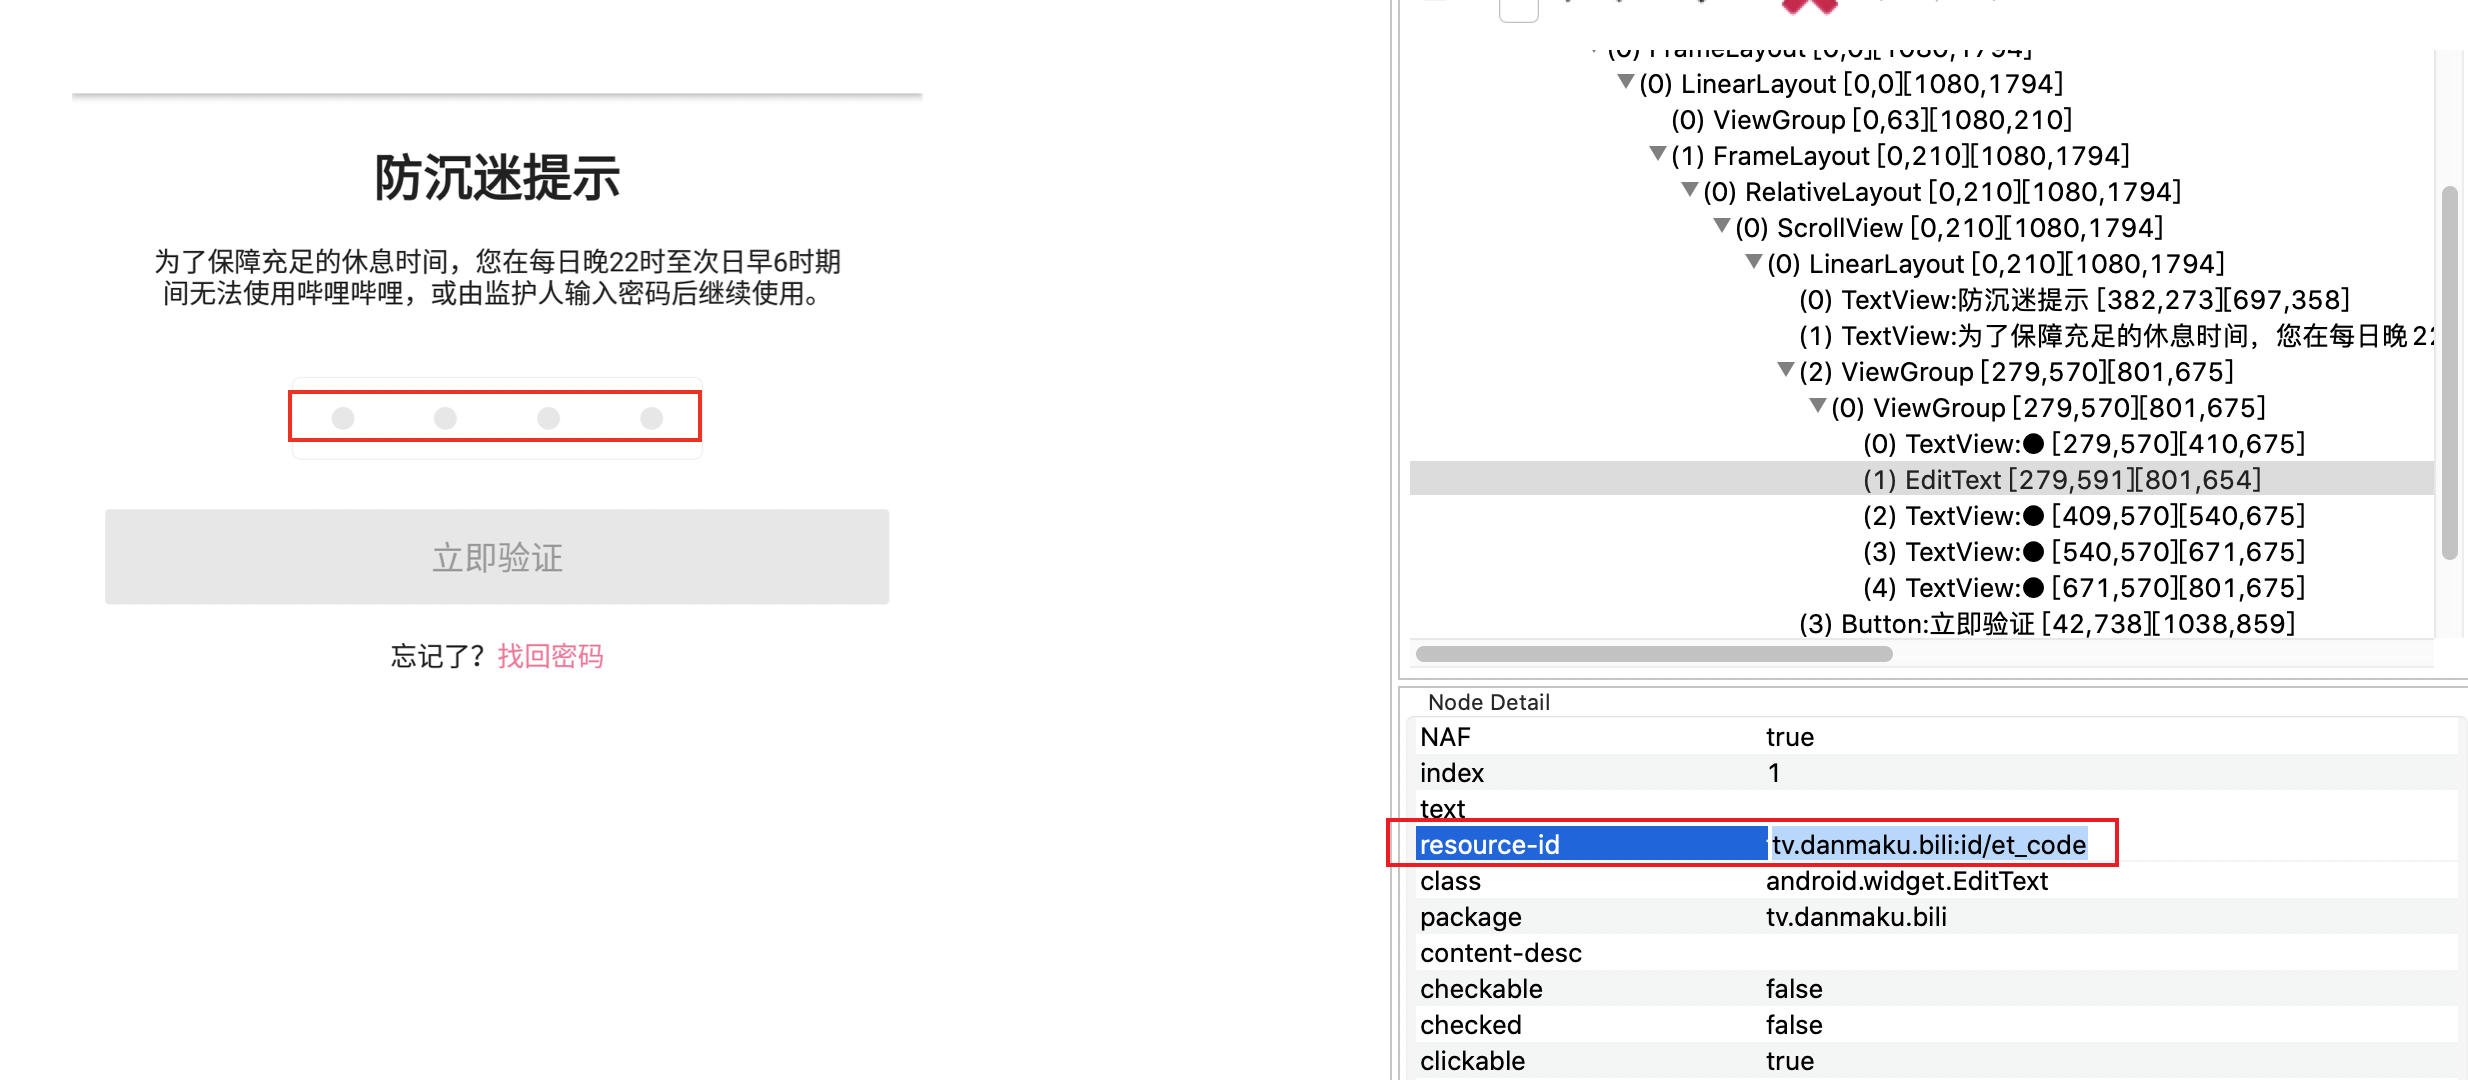 防沉迷提示
为了保障充足的休息时间，您在每日晚22时至次日早6时期
间无法使用哔哩哔哩，或由监护人输入密码后继续使用。
立即验证
忘记了？找回密码
(0) FrameLayout [0,0][1080,1794]
(0) LinearLayout [0,0][1080,1794]
(0) ViewGroup [0,63][1080,210]
(1) FrameLayout [0,210][1080,1794]
(0) RelativeLayout [0,210][1080,1794]
(0) ScrollView [0,210][1080,1794]
(0) LinearLayout [0,210][1080,1794]
(0) TextView:防沉迷提示 [382,273][697,358]
(1) TextView:为了保障充足的休息时间，您在每日晚22
(2) ViewGroup [279,570][801,675]
(0) ViewGroup [279,570][801,675]
(0) TextView:● [279,570][410,675]
(1) EditText [279,591][801,654]
(2) TextView:● [409,570][540,675]
(3) TextView:● [540,570][671,675]
(4) TextView:● [671,570][801,675]
(3) Button:立即验证 [42,738][1038,859]
Node Detail
NAF true
index 1
text
resource-id tv.danmaku.bili:id/et_code
class android.widget.EditText
package tv.danmaku.bili
content-desc
checkable false
checked false
clickable true